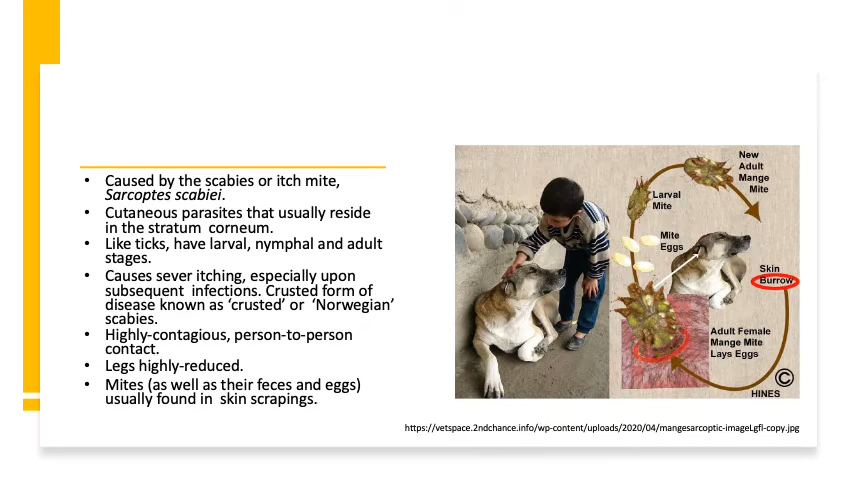 • Caused by the scabies or itch mite,
Sarcoptes scabiei.
• Cutaneous parasites that usually reside
in the stratum corneum.
• Like ticks, have larval, nymphal and adult
stages.
• Causes sever itching, especially upon
subsequent infections. Crusted form of
disease known as ‘crusted’ or ‘Norwegian’
scabies.
• Highly-contagious, person-to-person
contact.
• Legs highly-reduced.
• Mites (as well as their feces and eggs)
usually found in skin scrapings.
New
Adult
Mange
Mite
Larval
Mite
Mite
Eggs
Skin
Burrow
Adult Female
Mange Mite
Lays Eggs
©
HINES
https://vetspace.2ndchance.info/wp-content/uploads/2020/04/mangesarcoptic-imageLgfl-copy.jpg